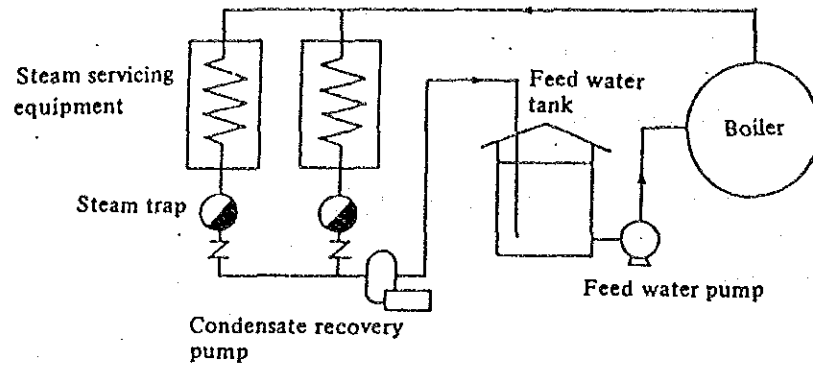 Steam servicing
equipment
Feed water
tank
Boiler
Steam trap
Feed water pump
Condensate recovery
pump